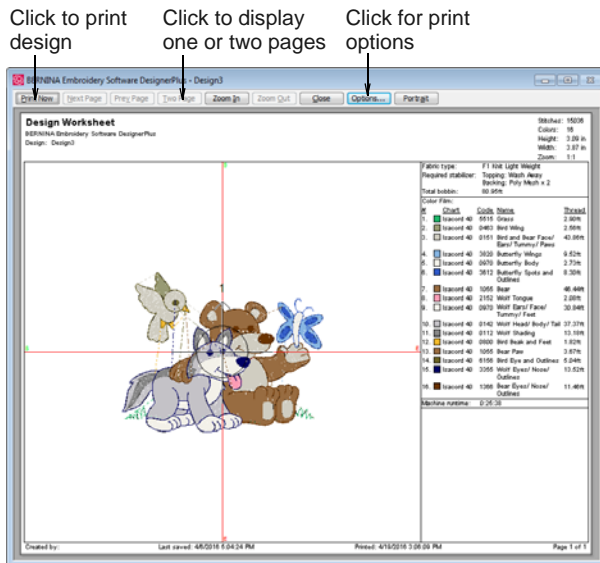 Click to print design
Click to display one or two pages
Click for print options
BERNINA Embroidery Software DesignerPlus - Design3
Print Now Next Page Prev Page Two Page Zoom In Zoom Out Close Options... Portrait
Design Worksheet
BERNINA Embroidery Software DesignerPlus
Design: Design3
Stitches: 15036
Colors: 16
Height: 3.09 in
Width: 3.87 in
Zoom: 1:1
Fabric type: F1 Knit Light Weight
Required stabilizer: Topping: Wash Away
Backing: Poly Mesh x 2
Total bobbin: 80.95ft
Color Film:
# Chart Code Name Thread
1. Isacord 40 5515 Grass 2.90ft
2. Isacord 40 0463 Bird Wing 2.56ft
3. Isacord 40 0151 Bird and Bear Face/ 43.86ft
Ears/ Tummy/ Paws
4. Isacord 40 3920 Butterfly Wings 9.52ft
5. Isacord 40 0970 Butterfly Body 2.73ft
6. Isacord 40 3612 Butterfly Spots and 8.30ft
Outlines
7. Isacord 40 1055 Bear 46.44ft
8. Isacord 40 2152 Wolf Tongue 2.00ft
9. Isacord 40 0970 Wolf Ears/ Face/ 30.84ft
Tummy/ Feet
10. Isacord 40 0142 Wolf Head/ Body/ Tail 37.37ft
11. Isacord 40 0112 Wolf Shading 13.10ft
12. Isacord 40 0800 Bird Beak and Feet 1.82ft
13. Isacord 40 1055 Bear Paw 3.67ft
14. Isacord 40 6156 Bird Eye and Outlines 5.04ft
15. Isacord 40 3355 Wolf Eyes/ Nose/ 13.52ft
Outlines
16. Isacord 40 1366 Bear Eyes/ Nose/ 11.46ft
Outlines
Machine runtime: 0:25:38
Created by: Last saved: 4/6/2016 5:04:24 PM Printed: 4/19/2016 3:06:09 PM Page 1 of 1